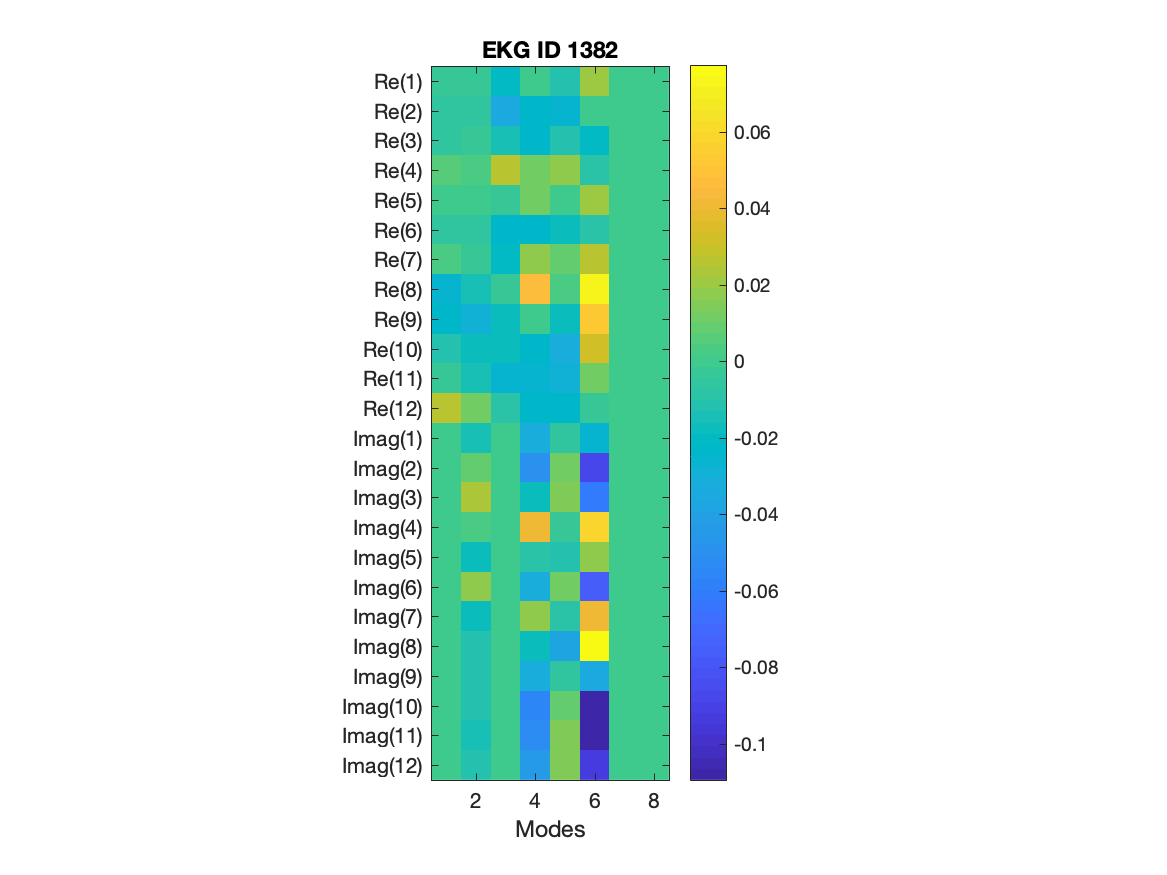 EKG ID 1382
Re(1)
Re(2)
Re(3)
Re(4)
Re(5)
Re(6)
Re(7)
Re(8)
Re(9)
Re(10)
Re(11)
Re(12)
Imag(1)
Imag(2)
Imag(3)
Imag(4)
Imag(5)
Imag(6)
Imag(7)
Imag(8)
Imag(9)
Imag(10)
Imag(11)
Imag(12)
2 4 6 8
Modes
0.06
0.04
0.02
0
-0.02
-0.04
-0.06
-0.08
-0.1